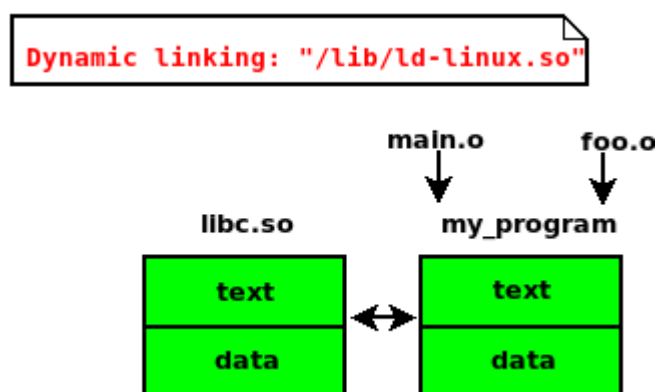 Dynamic linking: "/lib/ld-linux.so"
main.o foo.o
libc.so my_program
text text
data data